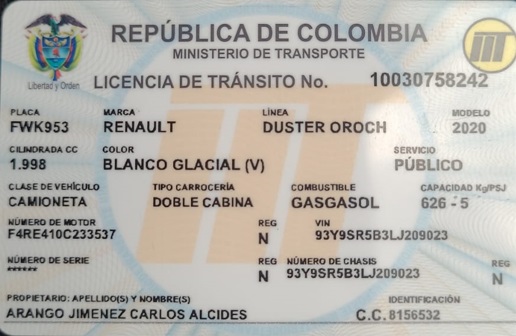 REPÚBLICA DE COLOMBIA
MINISTERIO DE TRANSPORTE
Libertad y Orden
LICENCIA DE TRÁNSITO No. 10030758242
PLACA MARCA LÍNEA MODELO
FWK953 RENAULT DUSTER OROCH 2020
CILINDRADA CC COLOR SERVICIO
1.998 BLANCO GLACIAL (V) PÚBLICO
CLASE DE VEHÍCULO TIPO CARROCERÍA COMBUSTIBLE CAPACIDAD Kg/PSJ
CAMIONETA DOBLE CABINA GASGASOL 626 - 5
NÚMERO DE MOTOR REG VIN
F4RE410C233537 N 93Y9SR5B3LJ209023
NÚMERO DE SERIE REG NÚMERO DE CHASIS REG
****** N 93Y9SR5B3LJ209023 N
PROPIETARIO: APELLIDO(S) Y NOMBRE(S) IDENTIFICACIÓN
ARANGO JIMENEZ CARLOS ALCIDES C.C. 8156532